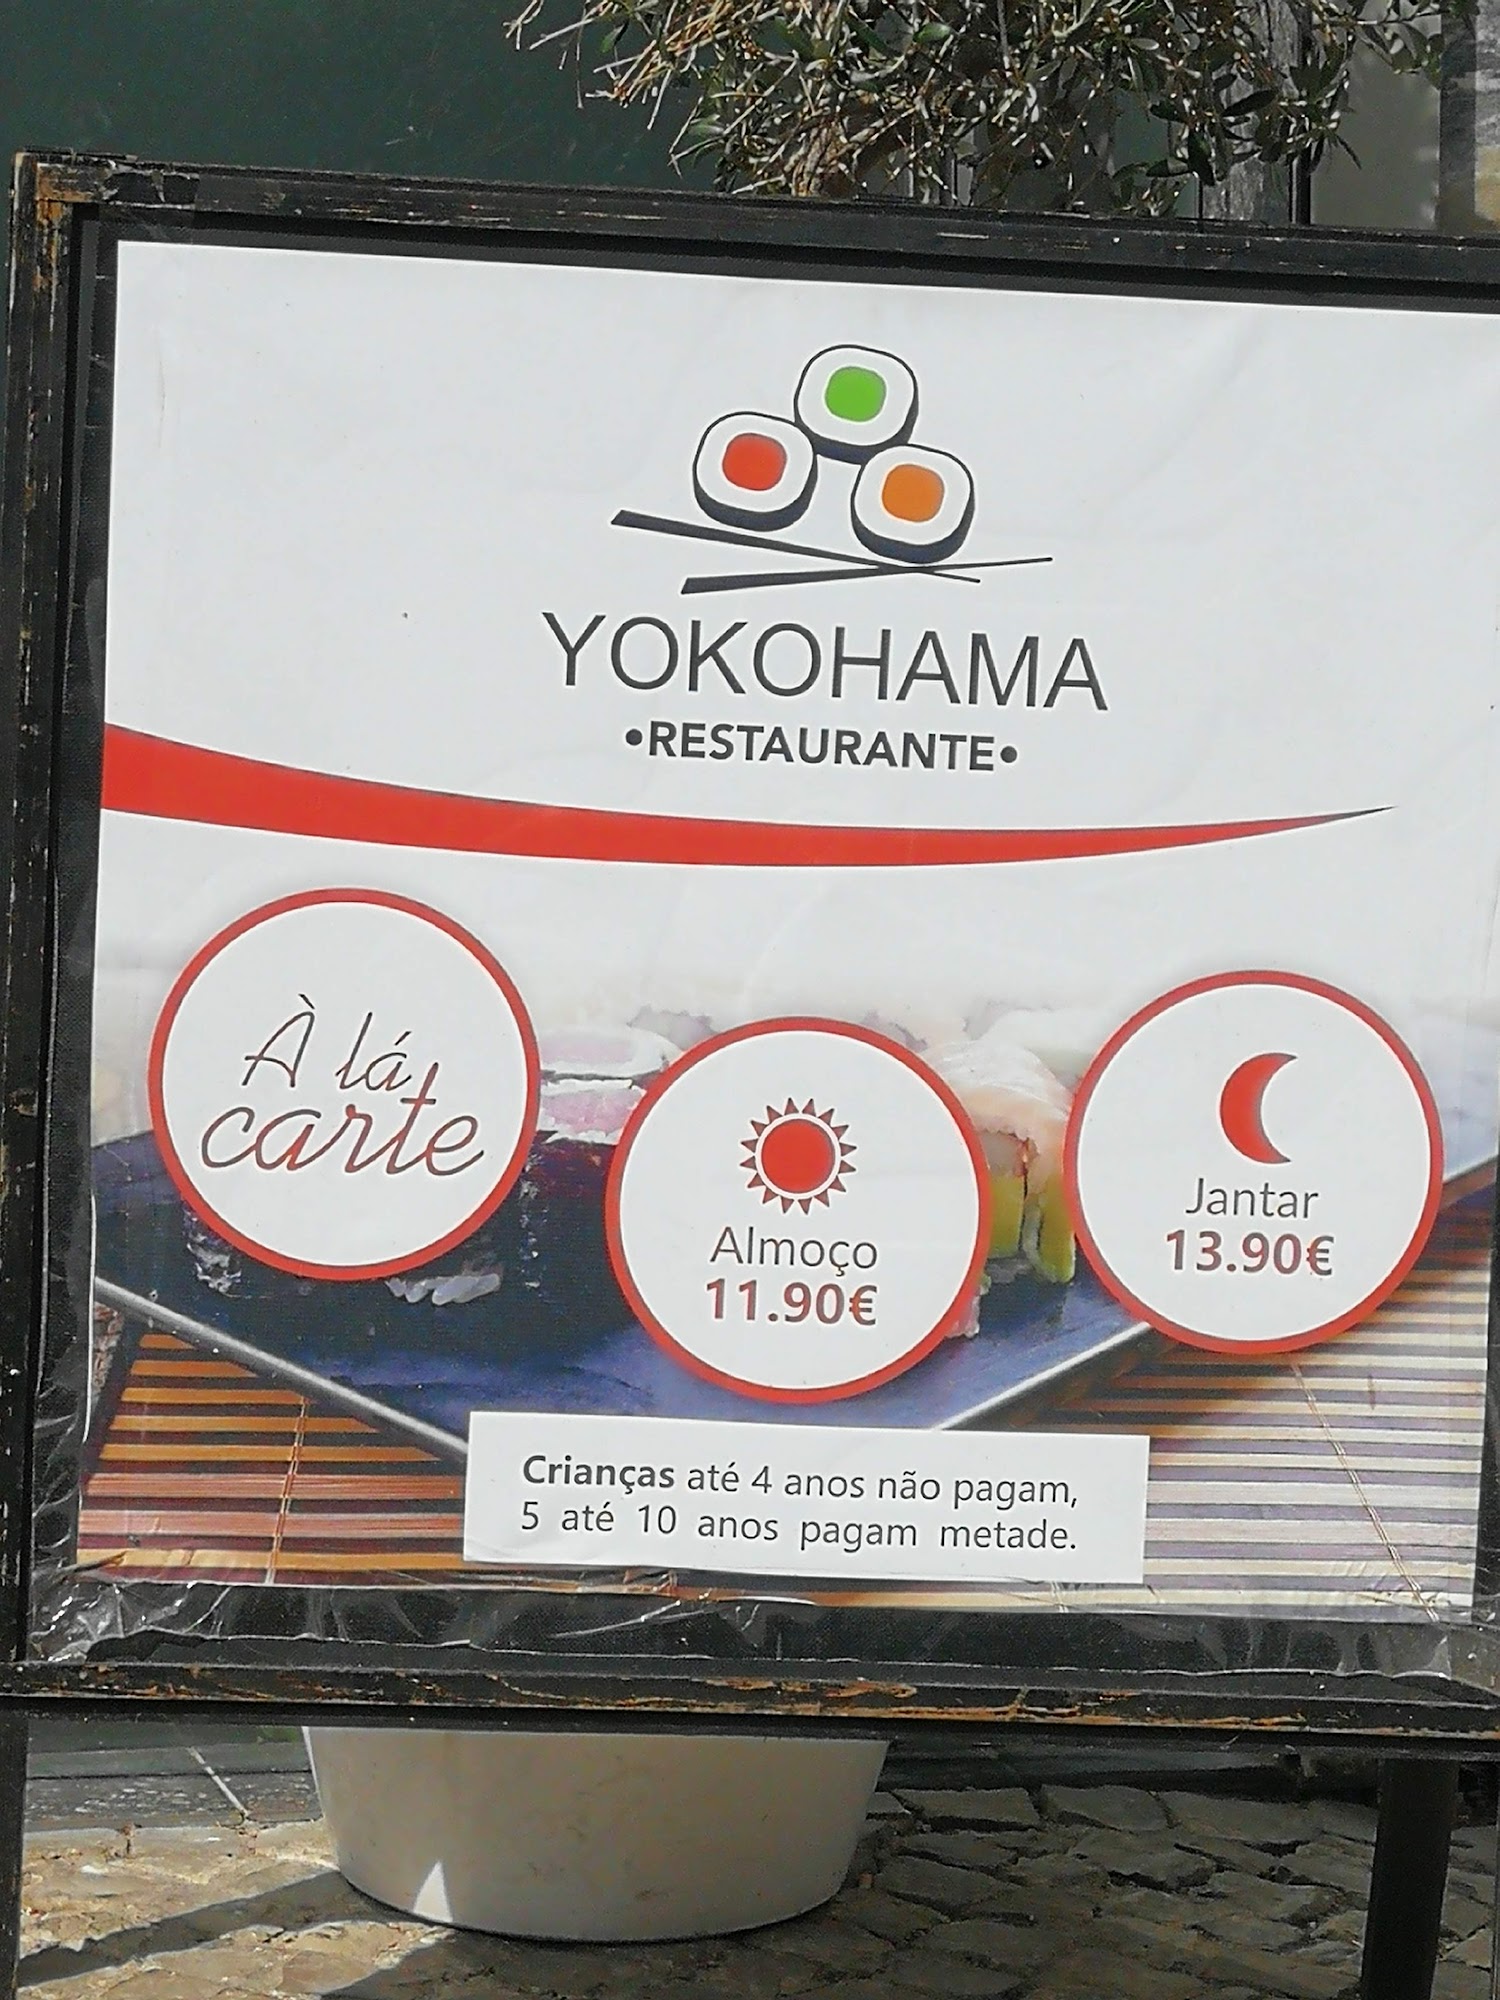 YOKOHAMA
•RESTAURANTE•
À lá
carte
Almoço
11.90€
Jantar
13.90€
Crianças até 4 anos não pagam,
5 até 10 anos pagam metade.